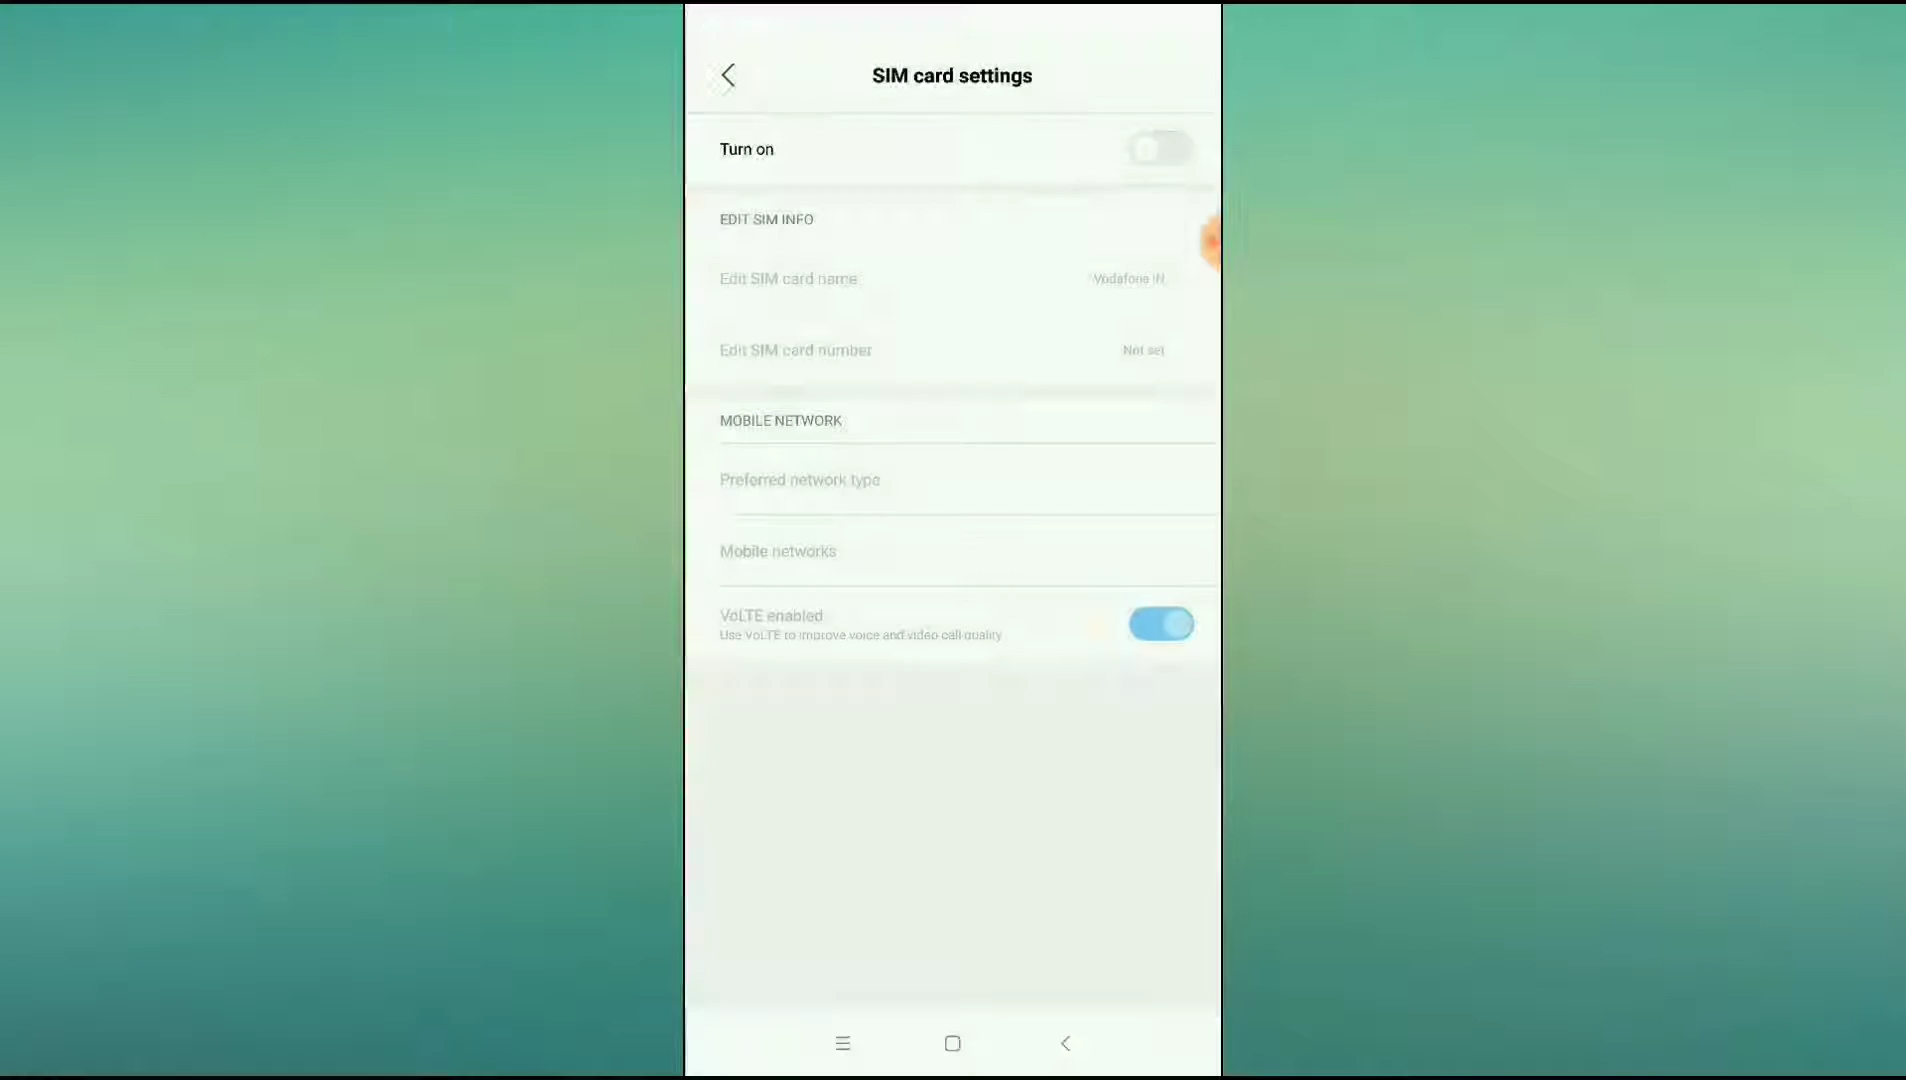 SIM card settings
Turn on
EDIT SIM INFO
Edit SIM card name
Vodafone IN
Edit SIM card number
Not set
MOBILE NETWORK
Preferred network type
Mobile networks
VoLTE enabled
Use VoLTE to improve voice and video call quality